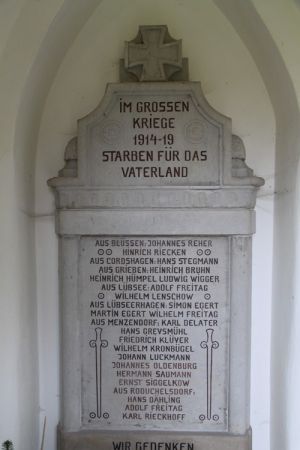 IM GROSSEN
KRIEGE
1914-19
STARBEN FÜR DAS
VATERLAND
AUS BLÜSSEN: JOHANNES REHER
HINRICH RIECKEN
AUS CORDSHAGEN: HANS STEGMANN
AUS GRIEBEN: HEINRICH BRUHN
HEINRICH HÜMPEL LUDWIG WIGGER
AUS LÜBSEE: ADOLF FREITAG
WILHELM LENSCHOW
AUS LÜBSEERHAGEN: SIMON EGERT
MARTIN EGERT WILHELM FREITAG
AUS MENZENDORF: KARL DELATER
HANS GREVSMÜHL
FRIEDRICH KLÜVER
WILHELM KRONBÜGEL
JOHANN LUCKMANN
JOHANNES OLDENBURG
HERMANN SAUMANN
ERNST SIGGELKOW
AUS RODUCHELSDORF:
HANS DAHLING
ADOLF FREITAG
KARL RIECKHOFF
WIR GEDENKEN